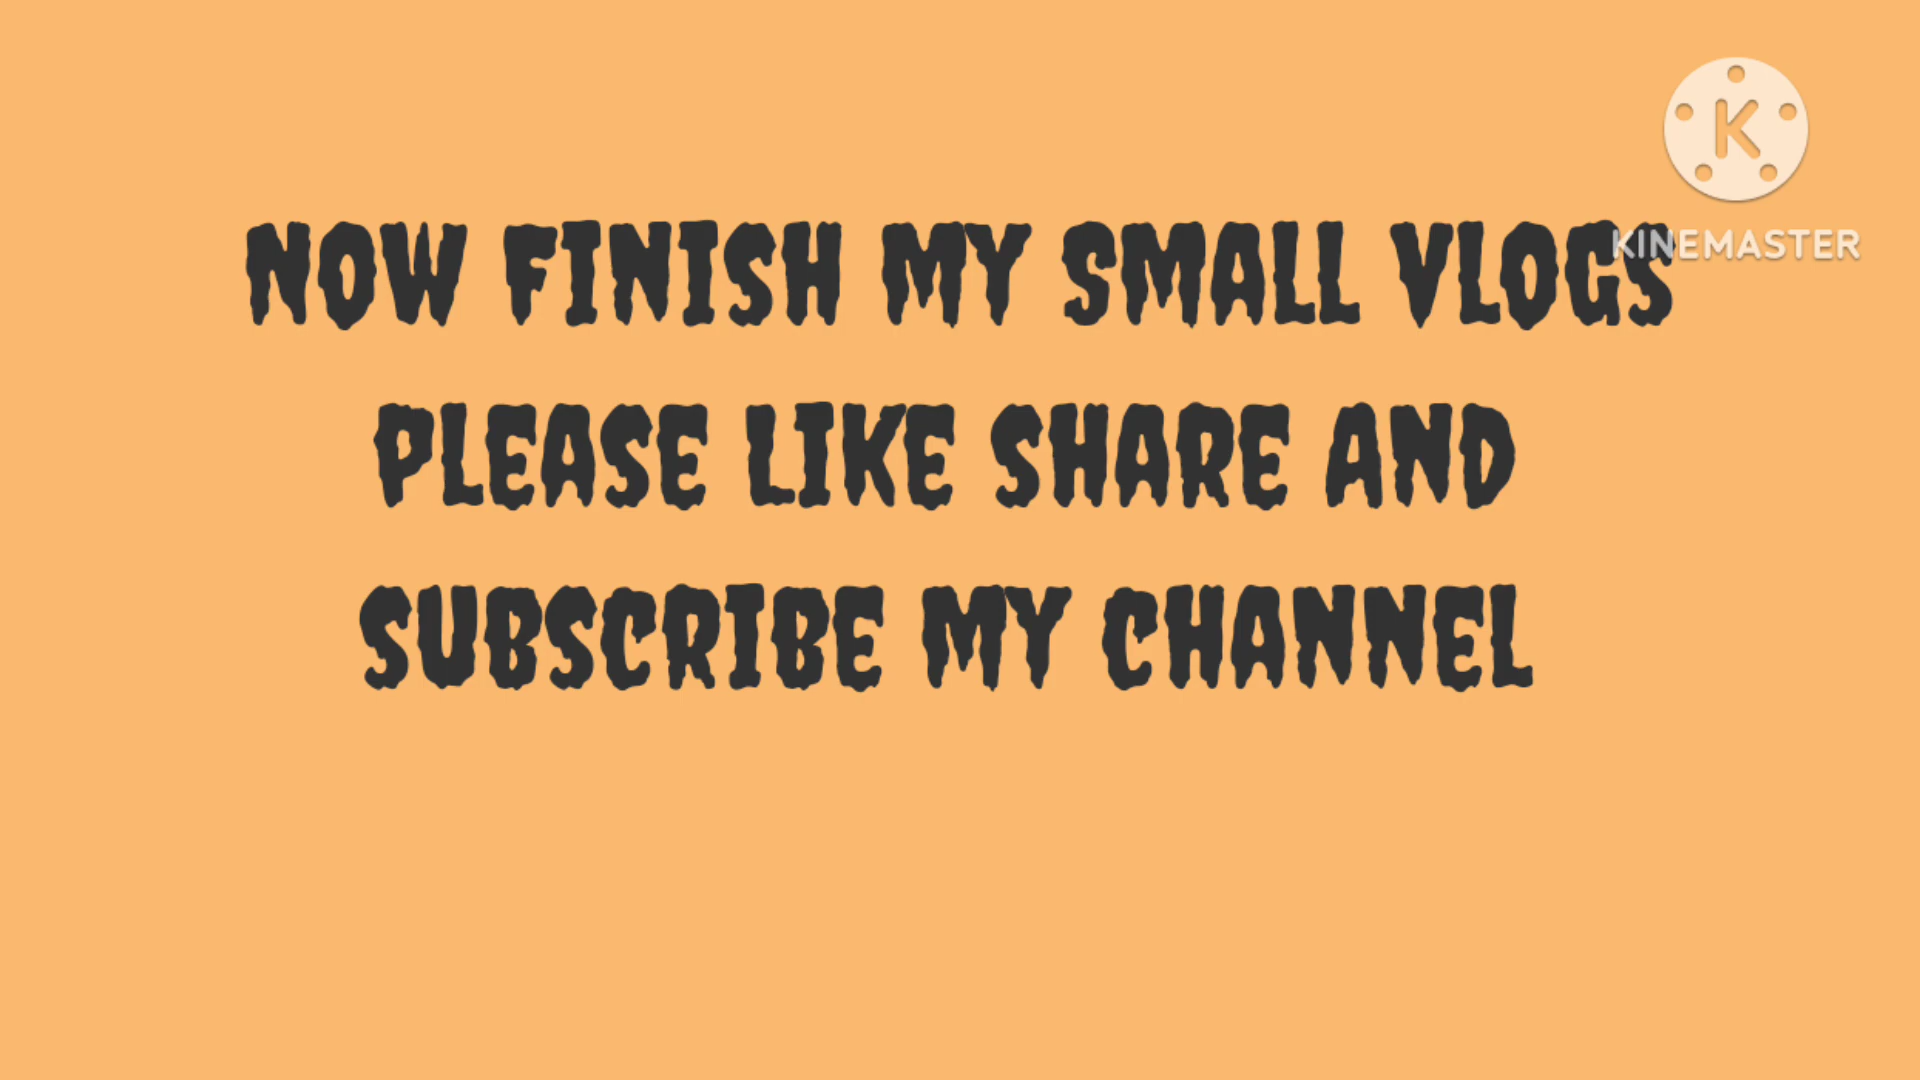 K
KINEMASTER
NOW FINISH MY SMALL VLOGS
PLEASE LIKE SHARE AND
SUBSCRIBE MY CHANNEL